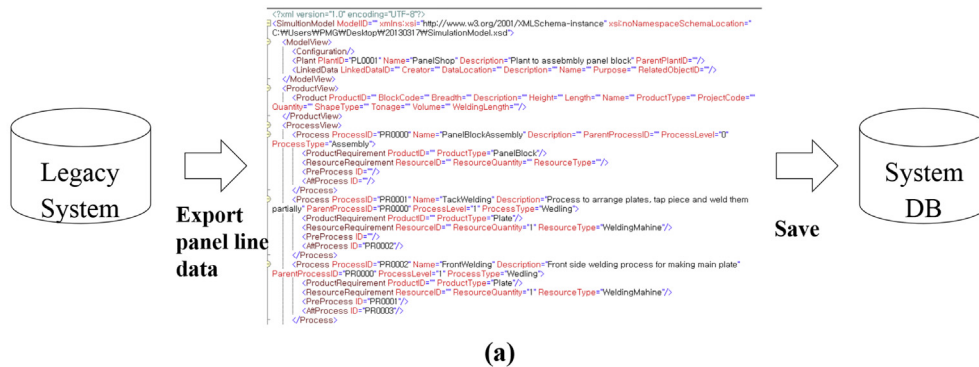 <?xml version="1.0" encoding="UTF-8"?>
<SimultionModel ModelID="" xmlns:xsi="http://www.w3.org/2001/XMLSchema-instance" xsi:noNamespaceSchemaLocation="
C:₩Users₩PMG₩Desktop₩20130317₩SimulationModel.xsd">
<ModelView>
<Configuration/>
<Plant PlantID="PL0001" Name="PanelShop" Description="Plant to assebmbly panel block" ParentPlantID=""/>
<LinkedData LinkedDataID="" Creator="" DataLocation="" Description="" Name="" Purpose="" RelatedObjectID=""/>
</ModelView>
<ProductView>
<Product ProductID="" BlockCode="" Breadth="" Description="" Height="" Length="" Name="" ProductType="" ProjectCode=""
Quantity="" ShapeType="" Tonage="" Volume="" WeldingLength=""/>
</ProductView>
<ProcessView>
<Process ProcessID="PR0000" Name="PanelBlockAssembly" Description="" ParentProcessID="" ProcessLevel="0"
ProcessType="Assembly">
<ProductRequirement ProductID="" ProductType="PanelBlock"/>
<ResourceRequirement ResourceID="" ResourceQuantity="" ResourceType=""/>
<PreProcess ID=""/>
<AftProcess ID=""/>
</Process>
<Process ProcessID="PR0001" Name="TackWelding" Description="Process to arrange plates, tap piece and weld them
partially" ParentProcessID="PR0000" ProcessLevel="1" ProcessType="Wedling">
<ProductRequirement ProductID="" ProductType="Plate"/>
<ResourceRequirement ResourceID="" ResourceQuantity="1" ResourceType="WeldingMahine"/>
<PreProcess ID=""/>
<AftProcess ID="PR0002"/>
</Process>
<Process ProcessID="PR0002" Name="FrontWelding" Description="Front side welding process for making main plate"
ParentProcessID="PR0000" ProcessLevel="1" ProcessType="Wedling">
<ProductRequirement ProductID="" ProductType="Plate"/>
<ResourceRequirement ResourceID="" ResourceQuantity="1" ResourceType="WeldingMahine"/>
<PreProcess ID="PR0001"/>
<AftProcess ID="PR0003"/>
</Process>
Legacy
System
Export
panel line
data
Save
System
DB
(a)